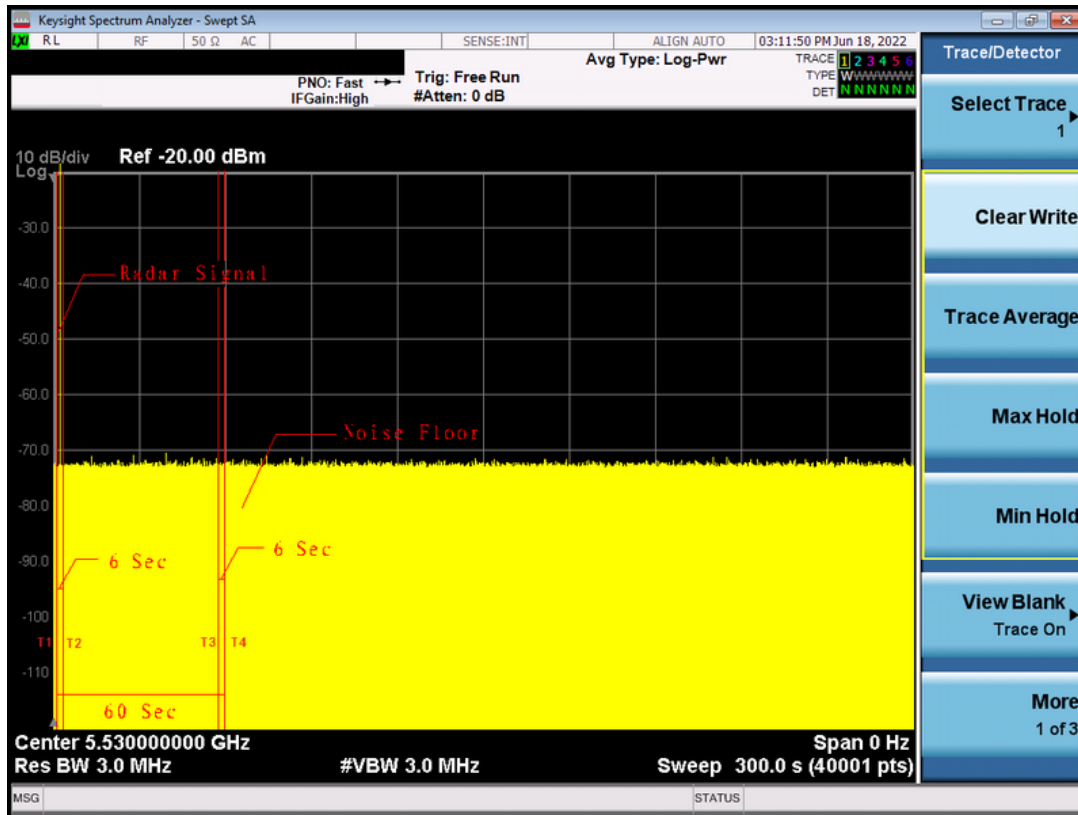 Keysight Spectrum Analyzer - Swept SA
LXI RL RF 50 Ω AC SENSE:INT ALIGN AUTO 03:11:50 PM Jun 18, 2022
Avg Type: Log-Pwr
TRACE 1 2 3 4 5 6
TYPE WWWWWW
DET N N N N N N
PNO: Fast
IFGain:High
Trig: Free Run
#Atten: 0 dB
10 dB/div
Log
Ref -20.00 dBm
-30.0
Radar Signal
-40.0
-50.0
-60.0
Noise Floor
-70.0
-80.0
6 Sec
6 Sec
-90.0
-100
T1 T2 T3 T4
-110
60 Sec
Center 5.530000000 GHz
Span 0 Hz
Res BW 3.0 MHz
#VBW 3.0 MHz
Sweep 300.0 s (40001 pts)
MSG
STATUS
Trace/Detector
Select Trace
1
Clear Write
Trace Average
Max Hold
Min Hold
View Blank
Trace On
More
1 of 3